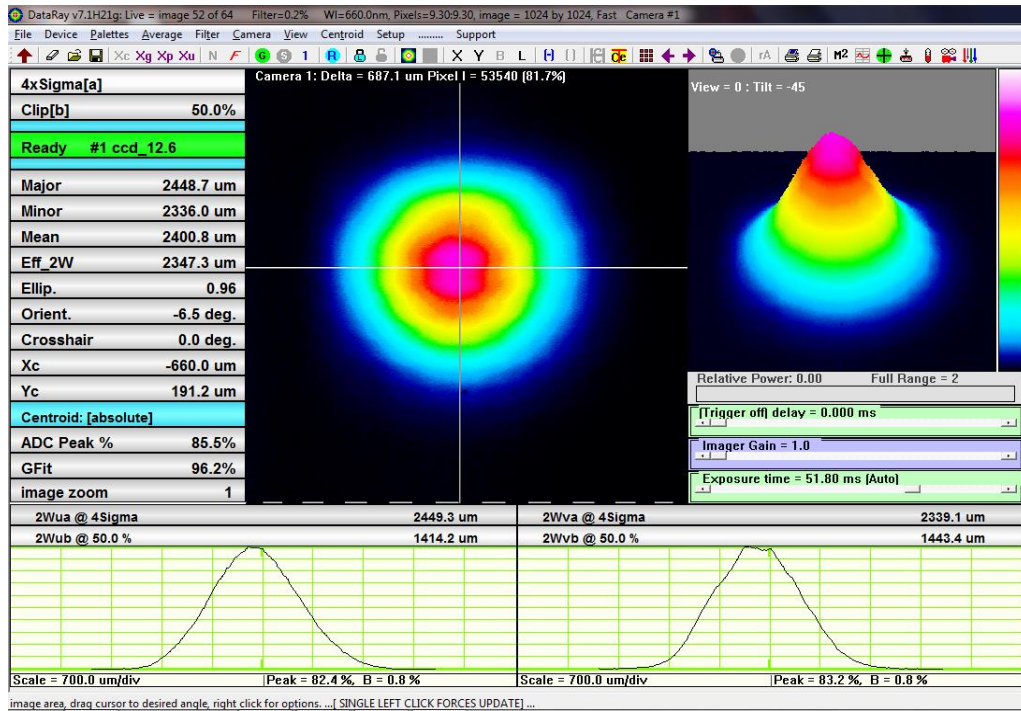 DataRay v7.1H21g: Live = image 52 of 64 Filter=0.2% Wl=660.0nm, Pixels=9.30:9.30, image = 1024 by 1024, Fast Camera #1
File Device Palettes Average Filter Camera View Centroid Setup ......... Support
Xc Xg Xp Xu N F G S 1 R X Y B L rA M²
4xSigma[a]
Clip[b] 50.0%
Ready #1 ccd_12.6
Major 2448.7 um
Minor 2336.0 um
Mean 2400.8 um
Eff_2W 2347.3 um
Ellip. 0.96
Orient. -6.5 deg.
Crosshair 0.0 deg.
Xc -660.0 um
Yc 191.2 um
Centroid: [absolute]
ADC Peak % 85.5%
GFit 96.2%
image zoom 1
Camera 1: Delta = 687.1 um Pixel I = 53540 (81.7%)
View = 0 : Tilt = -45
Relative Power: 0.00 Full Range = 2
[Trigger off] delay = 0.000 ms
Imager Gain = 1.0
Exposure time = 51.80 ms [Auto]
2Wua @ 4Sigma 2449.3 um
2Wub @ 50.0 % 1414.2 um
Scale = 700.0 um/div Peak = 82.4 %, B = 0.8 %
2Wva @ 4Sigma 2339.1 um
2Wvb @ 50.0 % 1443.4 um
Scale = 700.0 um/div Peak = 83.2 %, B = 0.8 %
image area, drag cursor to desired angle, right click for options. ...[ SINGLE LEFT CLICK FORCES UPDATE] ...